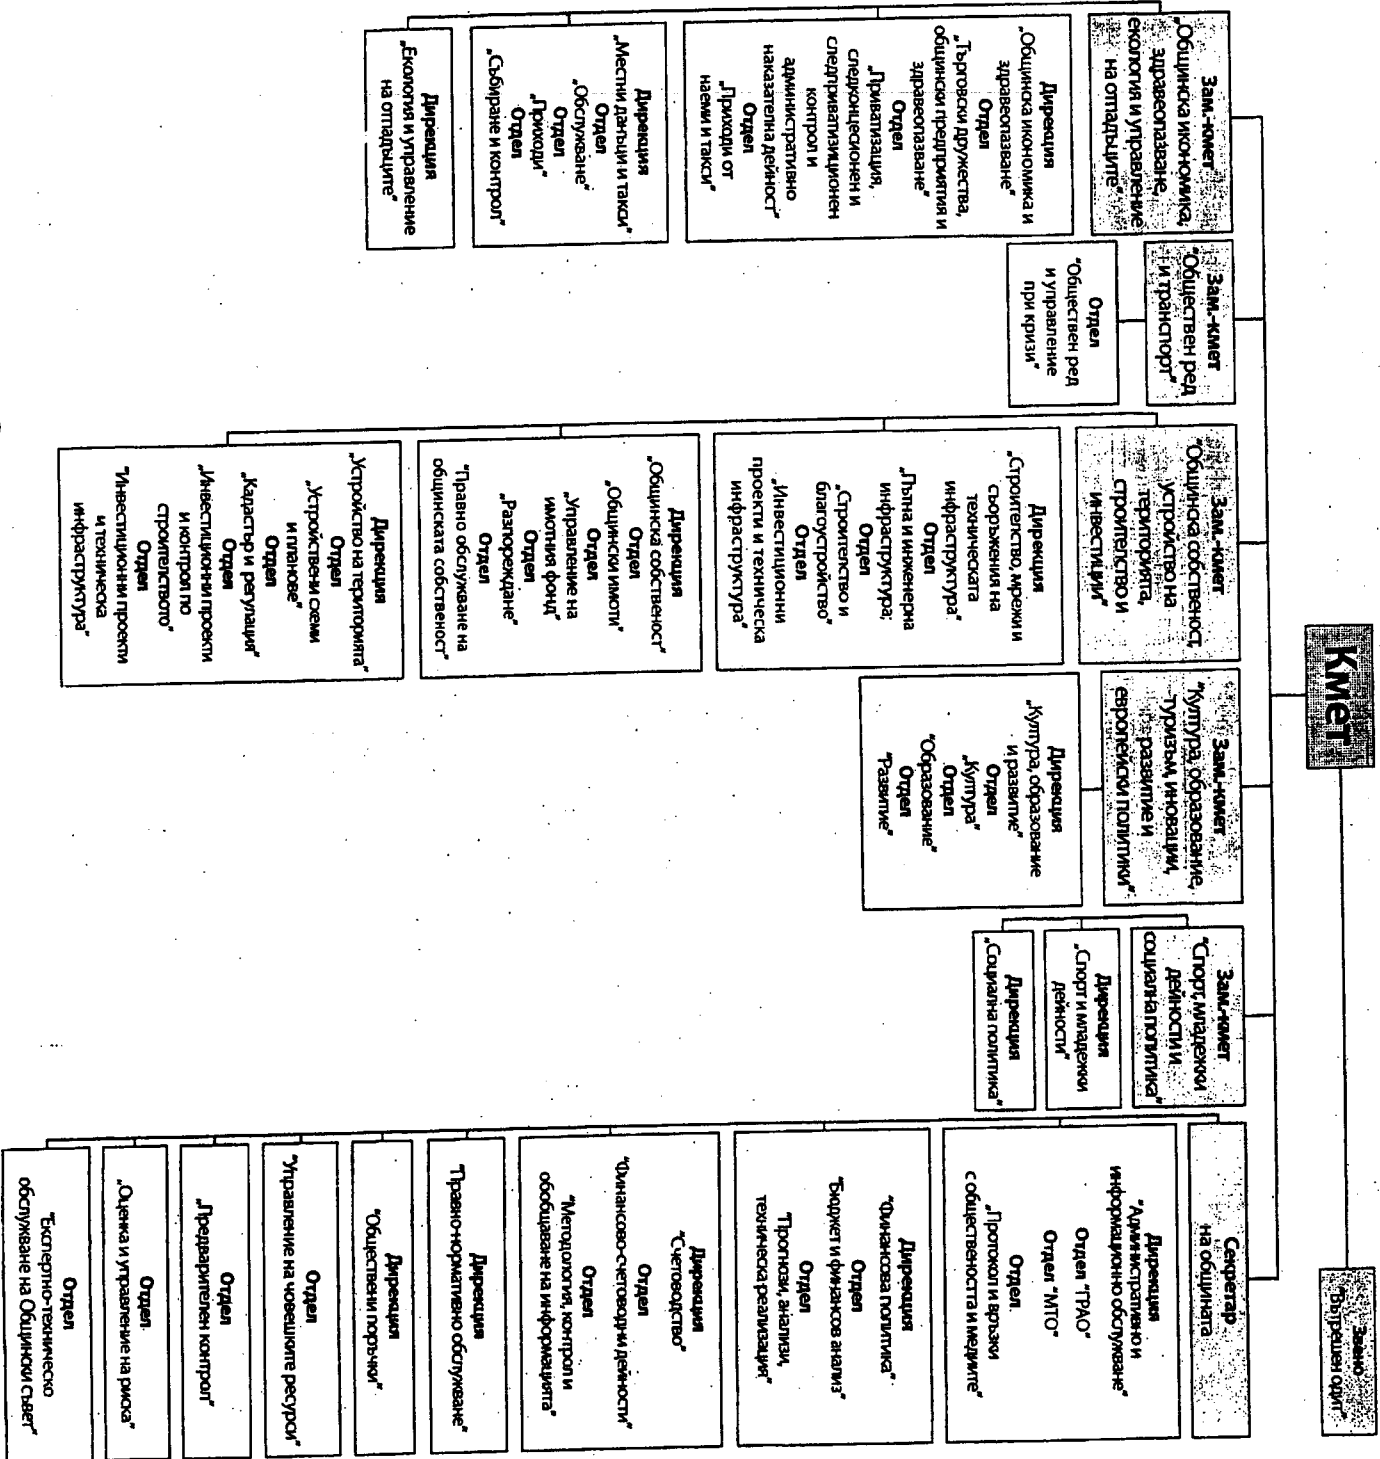 Кмет
Звено
"Вътрешен одит"
Зам.-кмет
"Общинска икономика,
здравеопазване,
екология и управление
на отпадъците"
Дирекция
„Общинска икономика и
здравеопазване“
Отдел
„Търговски дружества,
общински предприятия и
здравеопазване“
Отдел
„Приватизация,
следконцесионен и
следприватизиционен
контрол и
административно
наказателна дейност“
Отдел
„Приходи от
наеми и такси“
Дирекция
„Местни данъци и такси“
Отдел
„Обслужване“
Отдел
„Приходи“
Отдел
„Събиране и контрол“
Дирекция
„Екология и управление
на отпадъците“
Зам.-кмет
"Обществен ред
и транспорт"
Отдел
"Обществен ред
и управление
при кризи"
Зам.-кмет
"Общинска собственост,
устройство на
територията,
строителство и
инвестиции"
Дирекция
„Строителство, мрежи и
съоръжения на
техническата
инфраструктура“
Отдел
„Пътна и инженерна
инфраструктура;
Отдел
„Строителство и
благоустройство“
Отдел
„Инвестиционни
проекти и техническа
инфраструктура“
Дирекция
„Общинска собственост“
Отдел
„Общински имоти“
Отдел
„Управление на
имотния фонд“
Отдел
„Разпореждане“
Отдел
"Правно обслужване на
общинската собственост"
Дирекция
„Устройство на територията“
Отдел
„Устройствени схеми
и планове“
Отдел
„Кадастър и регулация“
Отдел
„Инвестиционни проекти
и контрол по
строителството“
Отдел
"Инвестиционни проекти
и техническа
инфраструктура"
Зам.-кмет
"Култура, образование,
туризъм, иновации,
развитие и
европейски политики"
Дирекция
„Култура, образование
и развитие“
Отдел
„Култура“
Отдел
"Образование"
Отдел
"Развитие"
Зам.-кмет
"Спорт, младежки
дейности и
социална политика"
Дирекция
„Спорт и младежки
дейности“
Дирекция
„Социална политика“
Секретар
на общината
Дирекция
"Административно и
информационно обслужване"
Отдел "ГРАО"
Отдел "МТО"
Отдел
„Протокол и връзки
с обществеността и медиите“
Дирекция
"Финансова политика"
Отдел
"Бюджет и финансов анализ"
Отдел
"Прогнози, анализи,
техническа реализация"
Дирекция
"Счетоводство"
Отдел
"Финансово-счетоводни дейности"
Отдел
"Методология, контрол и
обобщаване на информацията"
Дирекция
"Правно-нормативно обслужване"
Дирекция
"Обществени поръчки"
Отдел
"Управление на човешките ресурси"
Отдел
„Предварителен контрол“
Отдел
„Оценка и управление на риска“
Отдел
"Експертно-техническо
обслужване на Общински съвет"